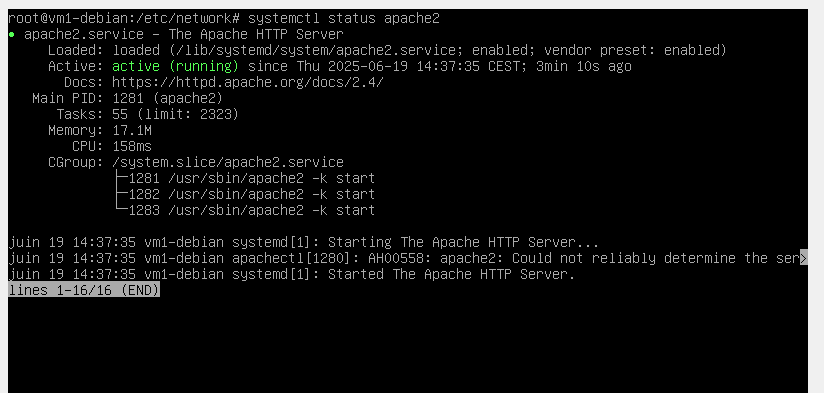 root@vm1-debian:/etc/network# systemctl status apache2
● apache2.service - The Apache HTTP Server
Loaded: loaded (/lib/systemd/system/apache2.service; enabled; vendor preset: enabled)
Active: active (running) since Thu 2025-06-19 14:37:35 CEST; 3min 10s ago
Docs: https://httpd.apache.org/docs/2.4/
Main PID: 1281 (apache2)
Tasks: 55 (limit: 2323)
Memory: 17.1M
CPU: 158ms
CGroup: /system.slice/apache2.service
├─1281 /usr/sbin/apache2 -k start
├─1282 /usr/sbin/apache2 -k start
└─1283 /usr/sbin/apache2 -k start
juin 19 14:37:35 vm1-debian systemd[1]: Starting The Apache HTTP Server...
juin 19 14:37:35 vm1-debian apachectl[1280]: AH00558: apache2: Could not reliably determine the ser>
juin 19 14:37:35 vm1-debian systemd[1]: Started The Apache HTTP Server.
lines 1-16/16 (END)